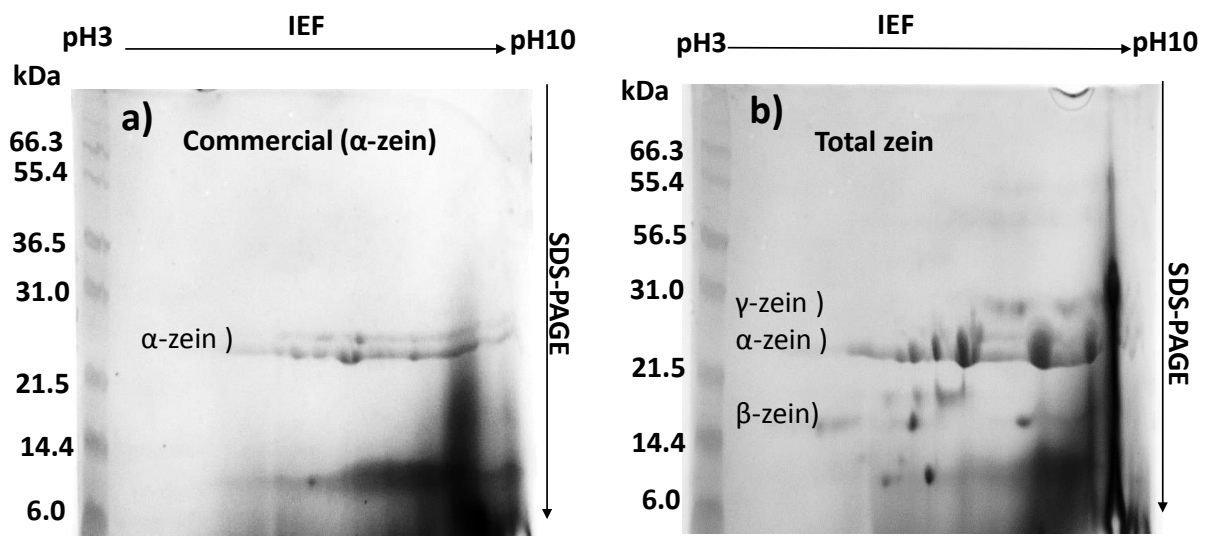 IEF
pH3
pH10
kDa
a)
Commercial (α-zein)
66.3
55.4
36.5
31.0
α-zein )
21.5
14.4
6.0
SDS-PAGE
IEF
pH3
pH10
kDa
b)
Total zein
66.3
55.4
56.5
31.0
γ-zein )
α-zein )
21.5
β-zein)
14.4
6.0
SDS-PAGE